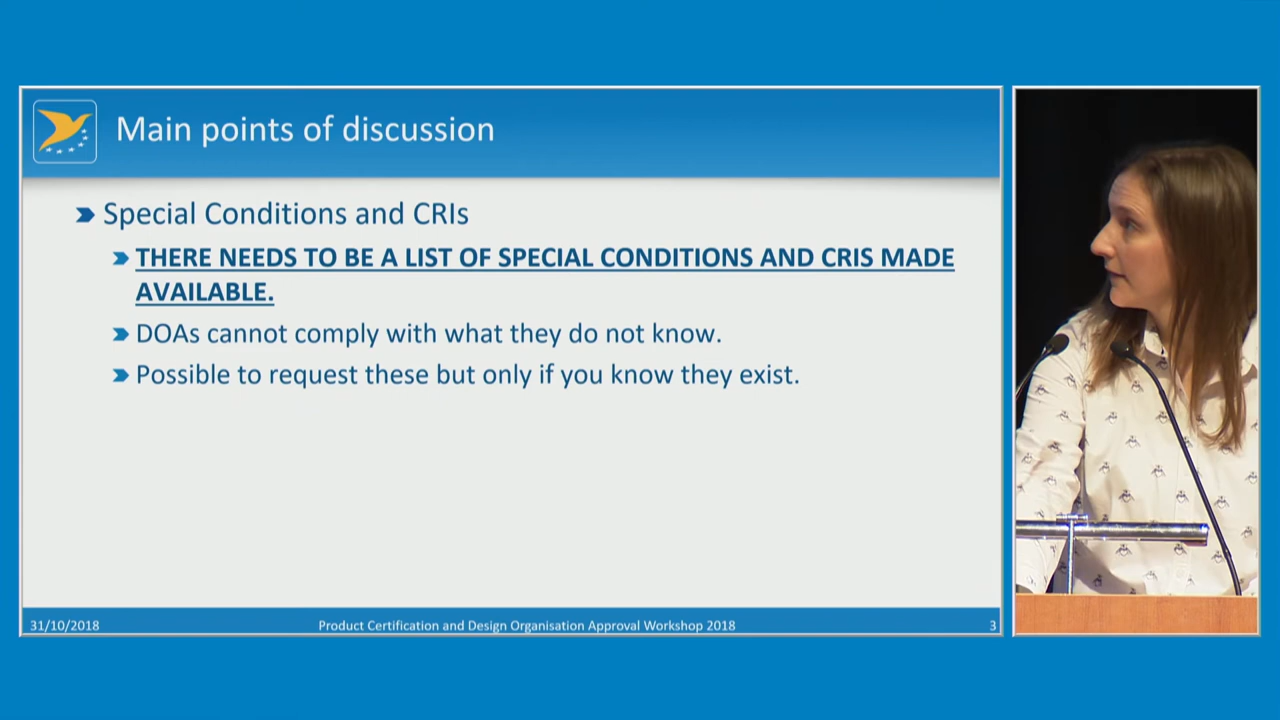 Main points of discussion
Special Conditions and CRIs
THERE NEEDS TO BE A LIST OF SPECIAL CONDITIONS AND CRIS MADE
AVAILABLE.
DOAs cannot comply with what they do not know.
Possible to request these but only if you know they exist.
31/10/2018
Product Certification and Design Organisation Approval Workshop 2018
3